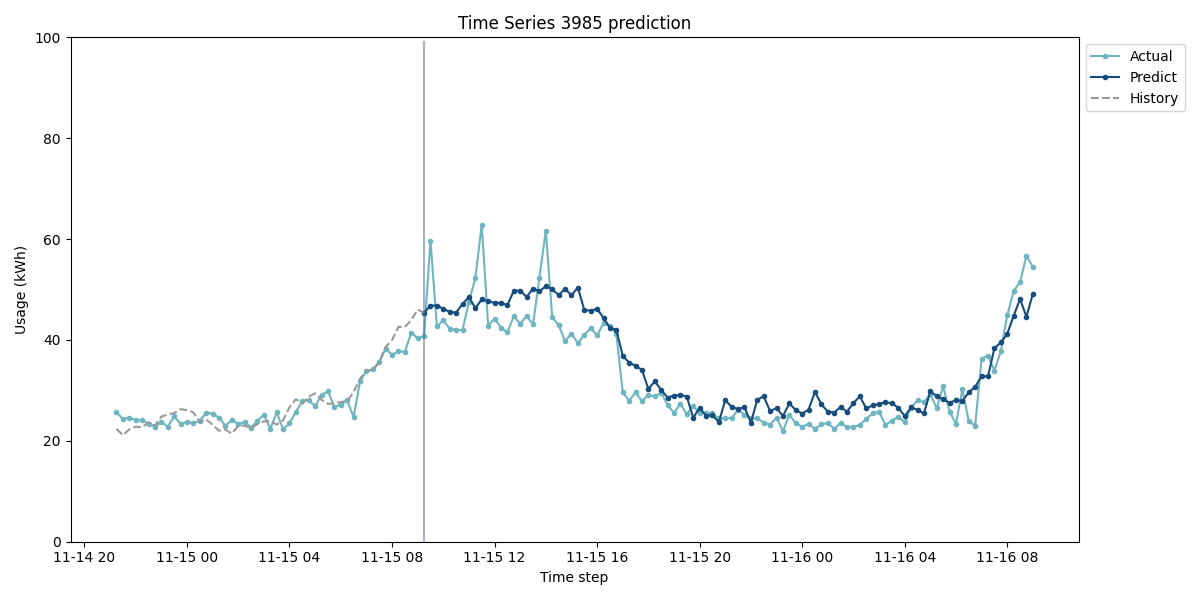 Time Series 3985 prediction
100
80
60
40
20
0
Usage (kWh)
11-14 20
11-15 00
11-15 04
11-15 08
11-15 12
11-15 16
11-15 20
11-16 00
11-16 04
11-16 08
Time step
Actual
Predict
History